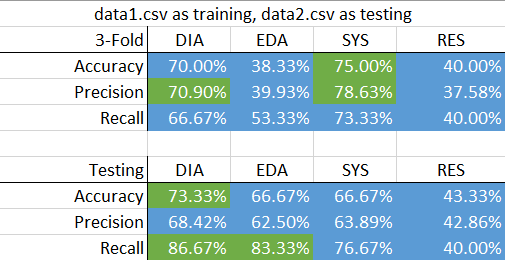 data1.csv as training, data2.csv as testing
3-Fold DIA EDA SYS RES
Accuracy 70.00% 38.33% 75.00% 40.00%
Precision 70.90% 39.93% 78.63% 37.58%
Recall 66.67% 53.33% 73.33% 40.00%
Testing DIA EDA SYS RES
Accuracy 73.33% 66.67% 66.67% 43.33%
Precision 68.42% 62.50% 63.89% 42.86%
Recall 86.67% 83.33% 76.67% 40.00%